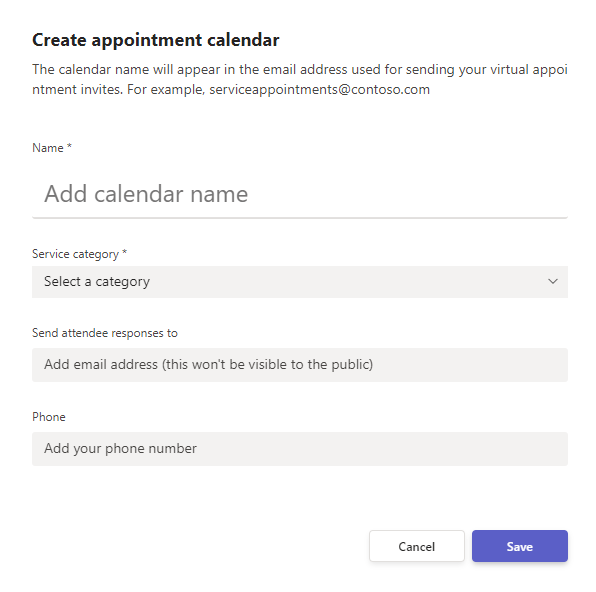 Create appointment calendar
The calendar name will appear in the email address used for sending your virtual appoi
ntment invites. For example, serviceappointments@contoso.com
Name *
Add calendar name
Service category *
Select a category
Send attendee responses to
Add email address (this won't be visible to the public)
Phone
Add your phone number
Cancel Save